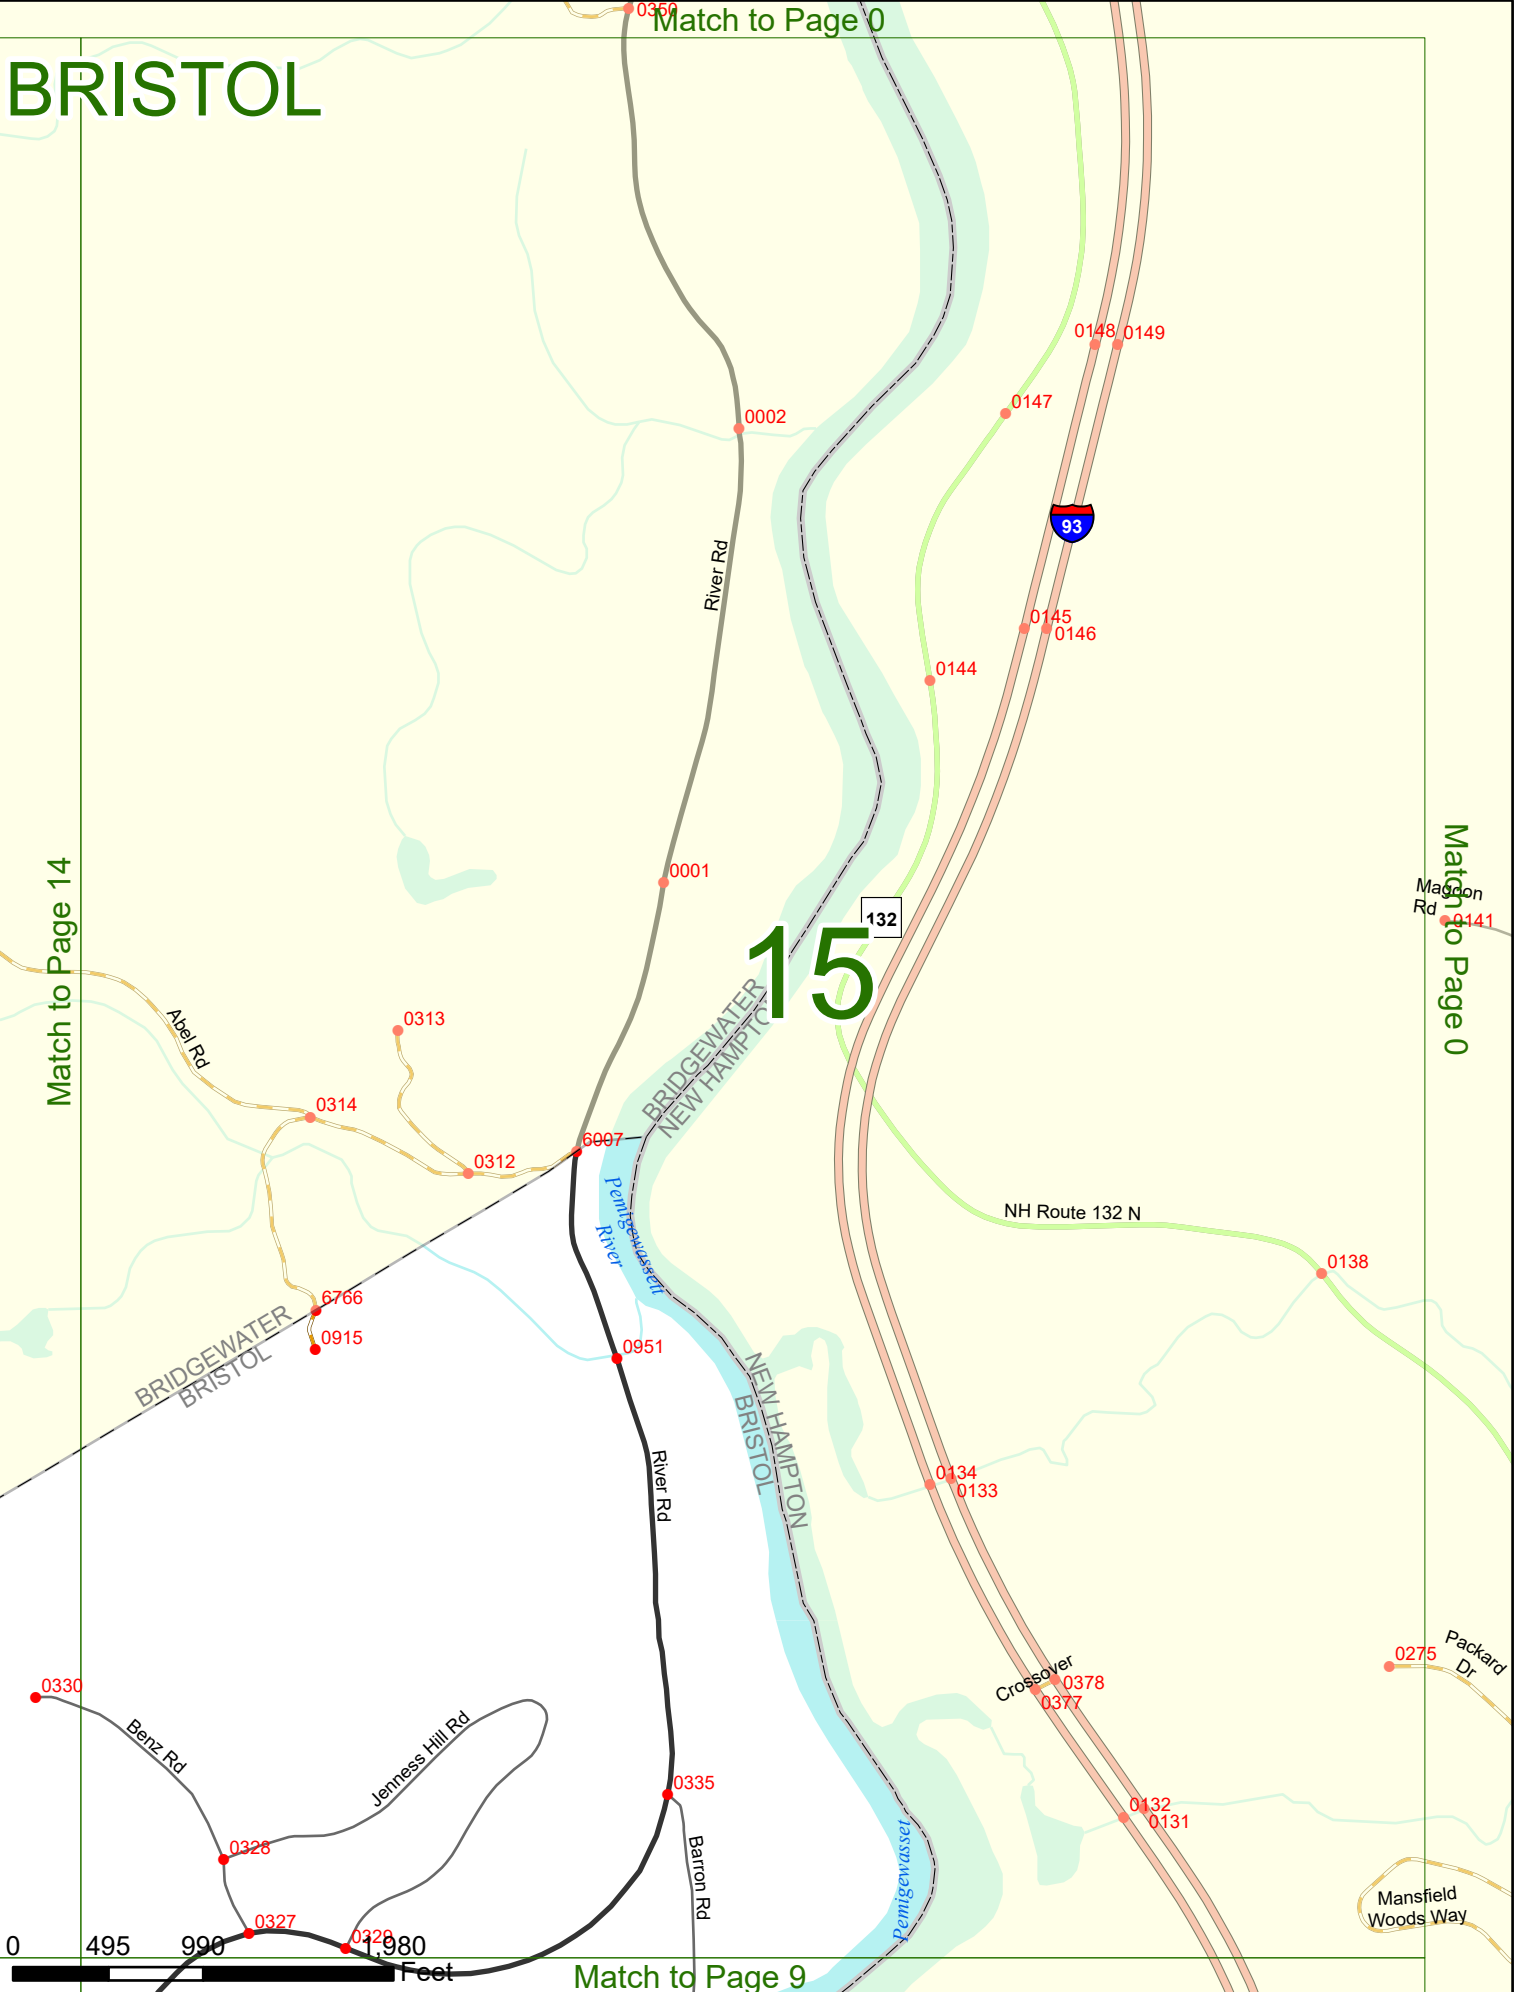 0350
Match to Page 0
BRISTOL
0148
0149
0147
0002
93
River Rd
0145
0146
0144
Match to Page 14
0001
132
15
Match to Page 0
Magoon
Rd
0141
BRIDGEWATER
NEW HAMPTO
Abel Rd
0313
0314
0312
6007
Pemigewassett
River
NH Route 132 N
0138
6766
0915
BRIDGEWATER
BRISTOL
0951
NEW HAMPTON
BRISTOL
River Rd
0134
0133
0275
Packard
Dr
Crossover
0378
0377
0330
Benz Rd
Jenness Hill Rd
0335
0132
0131
0328
Barron Rd
Pemigewasset
Mansfield
Woods Way
0327
0329
0 495 990 1,980
Feet
Match to Page 9